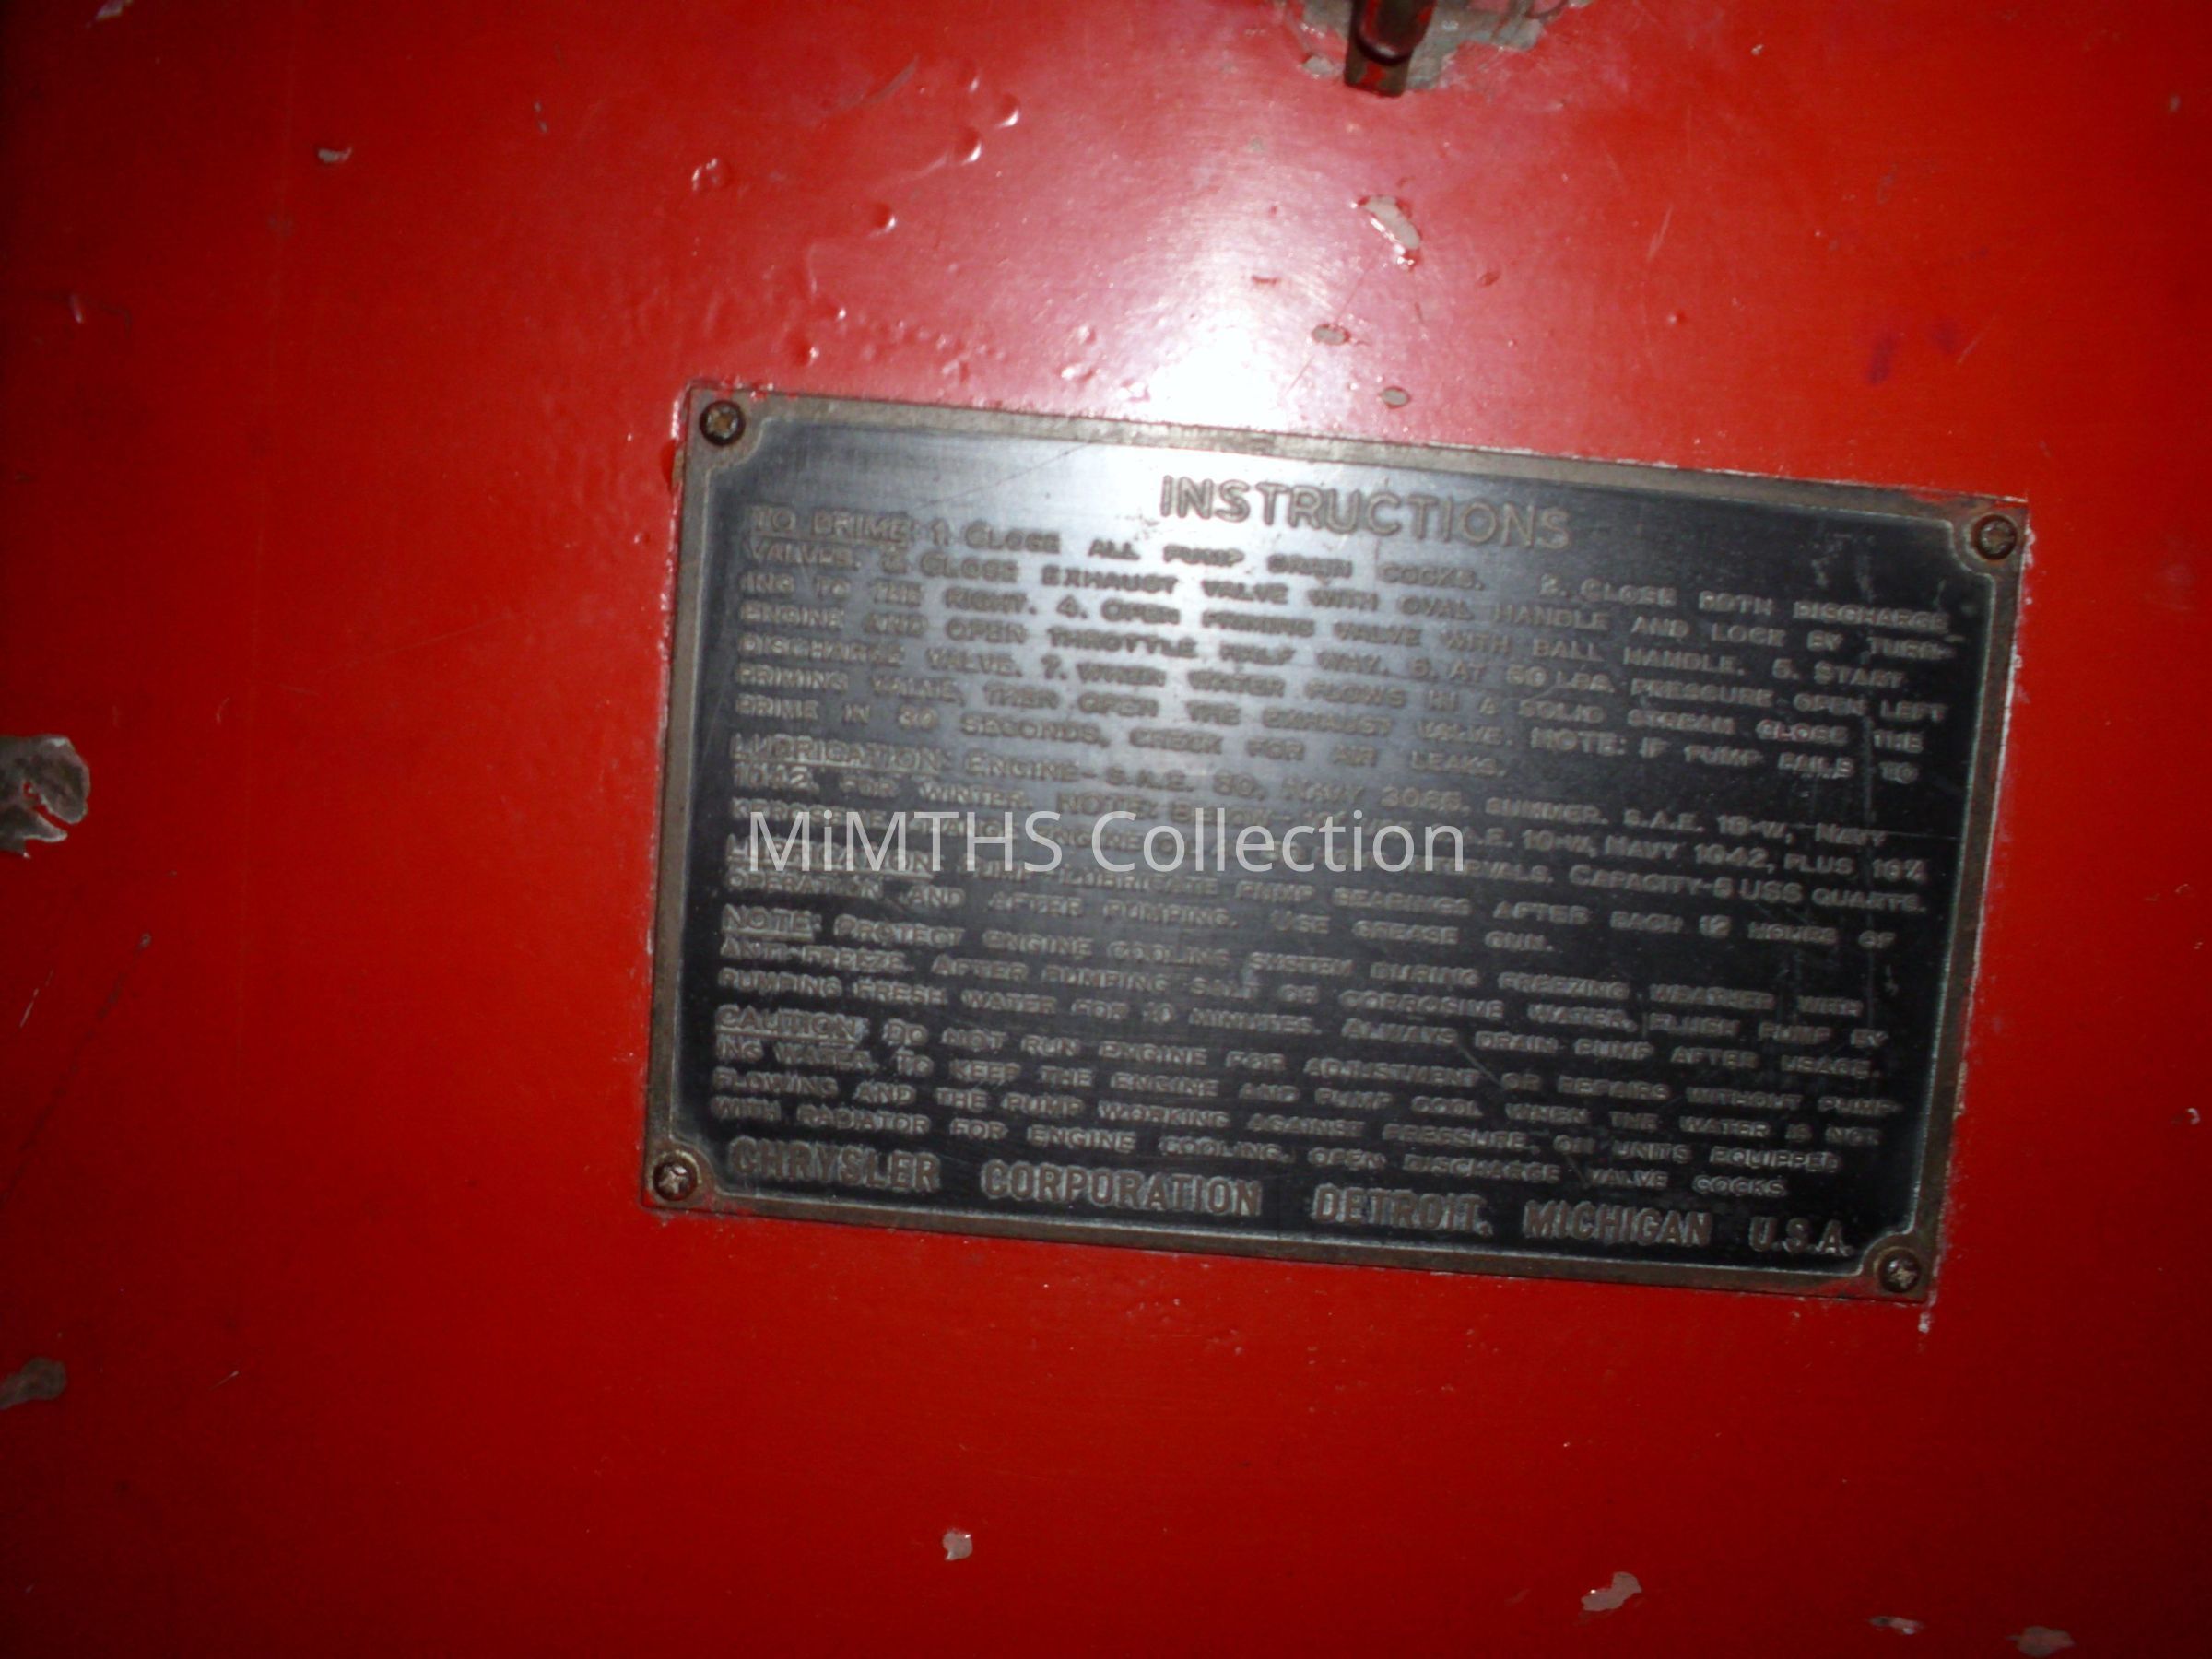 INSTRUCTIONS
TO PRIME: 1. CLOSE ALL PUMP DRAIN COCKS. 2. CLOSE BOTH DISCHARGE
VALVES. 3. CLOSE EXHAUST VALVE WITH OVAL HANDLE AND LOCK BY TURN-
ING TO THE RIGHT. 4. OPEN PRIMING VALVE WITH BALL HANDLE. 5. START
ENGINE AND OPEN THROTTLE HALF WAY. 6. AT 50 LBS. PRESSURE OPEN LEFT
DISCHARGE VALVE. 7. WHEN WATER FLOWS IN A SOLID STREAM CLOSE THE
PRIMING VALVE, THEN OPEN THE EXHAUST VALVE. NOTE: IF PUMP FAILS TO
PRIME IN SECONDS, CHECK FOR AIR LEAKS.
LUBRICATION: ENGINE- S.A.E. 30, NAVY SUMMER. S.A.E. 10-W, NAVY
1042, FOR WINTER. NOTE: 10-W, NAVY 1042, PLUS 10%
ENGINE INTERVALS. CAPACITY-5 USS QUARTS.
LUBRICATION: PUMP- LUBRICATE PUMP BEARINGS AFTER EACH 12 HOURS OF
OPERATION AND AFTER PUMPING. USE GREASE GUN.
NOTE: PROTECT ENGINE COOLING SYSTEM DURING FREEZING WEATHER WITH
ANTI-FREEZE. AFTER PUMPING SALT OR CORROSIVE WATER, FLUSH PUMP BY
PUMPING FRESH WATER FOR 10 MINUTES. ALWAYS DRAIN PUMP AFTER USAGE.
CAUTION: DO NOT RUN ENGINE FOR ADJUSTMENT OR REPAIRS WITHOUT PUMP-
ING WATER. TO KEEP THE ENGINE AND PUMP COOL WHEN THE WATER IS NOT
FLOWING AND THE PUMP WORKING AGAINST PRESSURE, ON UNITS EQUIPPED
WITH RADIATOR FOR ENGINE COOLING, OPEN DISCHARGE VALVE COCKS.
CHRYSLER CORPORATION DETROIT, MICHIGAN U.S.A.
MiMTHS Collection